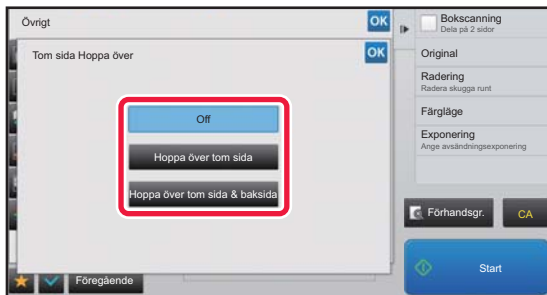 Övrigt
OK
Tom sida Hoppa över
OK
Off
Hoppa över tom sida
Hoppa över tom sida & baksida
Föregående
Bokscanning
Dela på 2 sidor
Original
Radering
Radera skugga runt
Färgläge
Exponering
Ange avsändningsexponering
Förhandsgr.
CA
Start